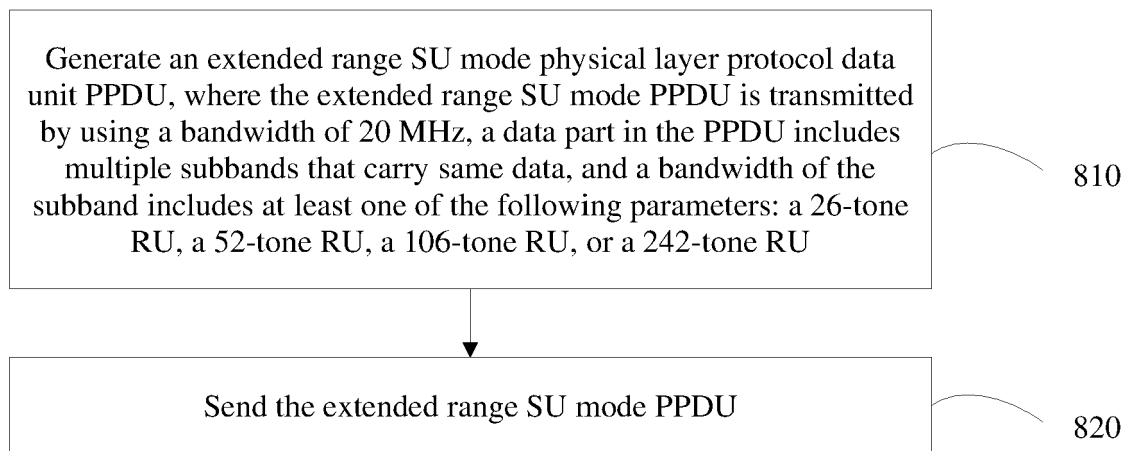 Generate an extended range SU mode physical layer protocol data
unit PPDU, where the extended range SU mode PPDU is transmitted
by using a bandwidth of 20 MHz, a data part in the PPDU includes
multiple subbands that carry same data, and a bandwidth of the
subband includes at least one of the following parameters: a 26-tone
RU, a 52-tone RU, a 106-tone RU, or a 242-tone RU
810
Send the extended range SU mode PPDU
820